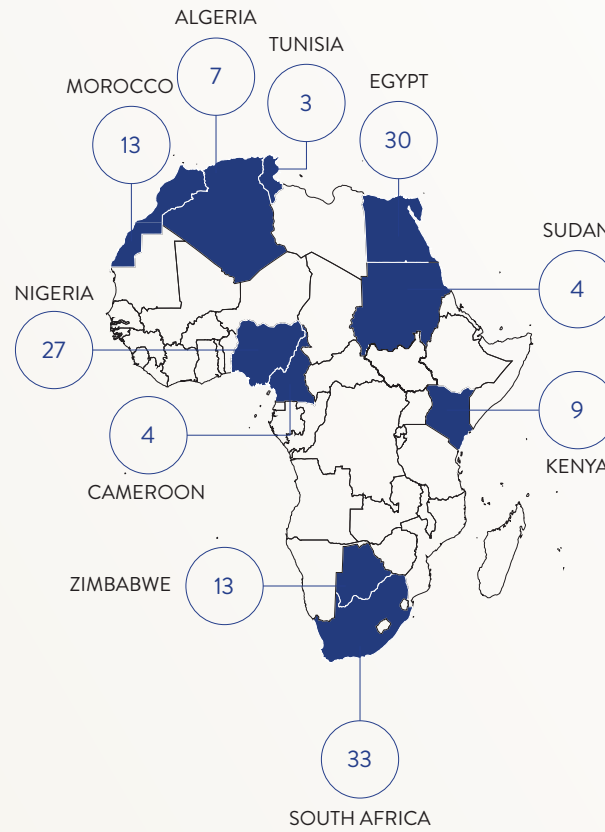 ALGERIA
7
TUNISIA
3
MOROCCO
13
EGYPT
30
SUDAN
4
NIGERIA
27
4
CAMEROON
9
KENYA
ZIMBABWE
13
33
SOUTH AFRICA